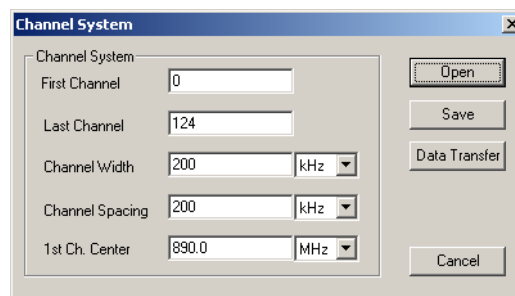 Channel System
Channel System
First Channel 0
Last Channel 124
Channel Width 200 kHz
Channel Spacing 200 kHz
1st Ch. Center 890.0 MHz
Open
Save
Data Transfer
Cancel